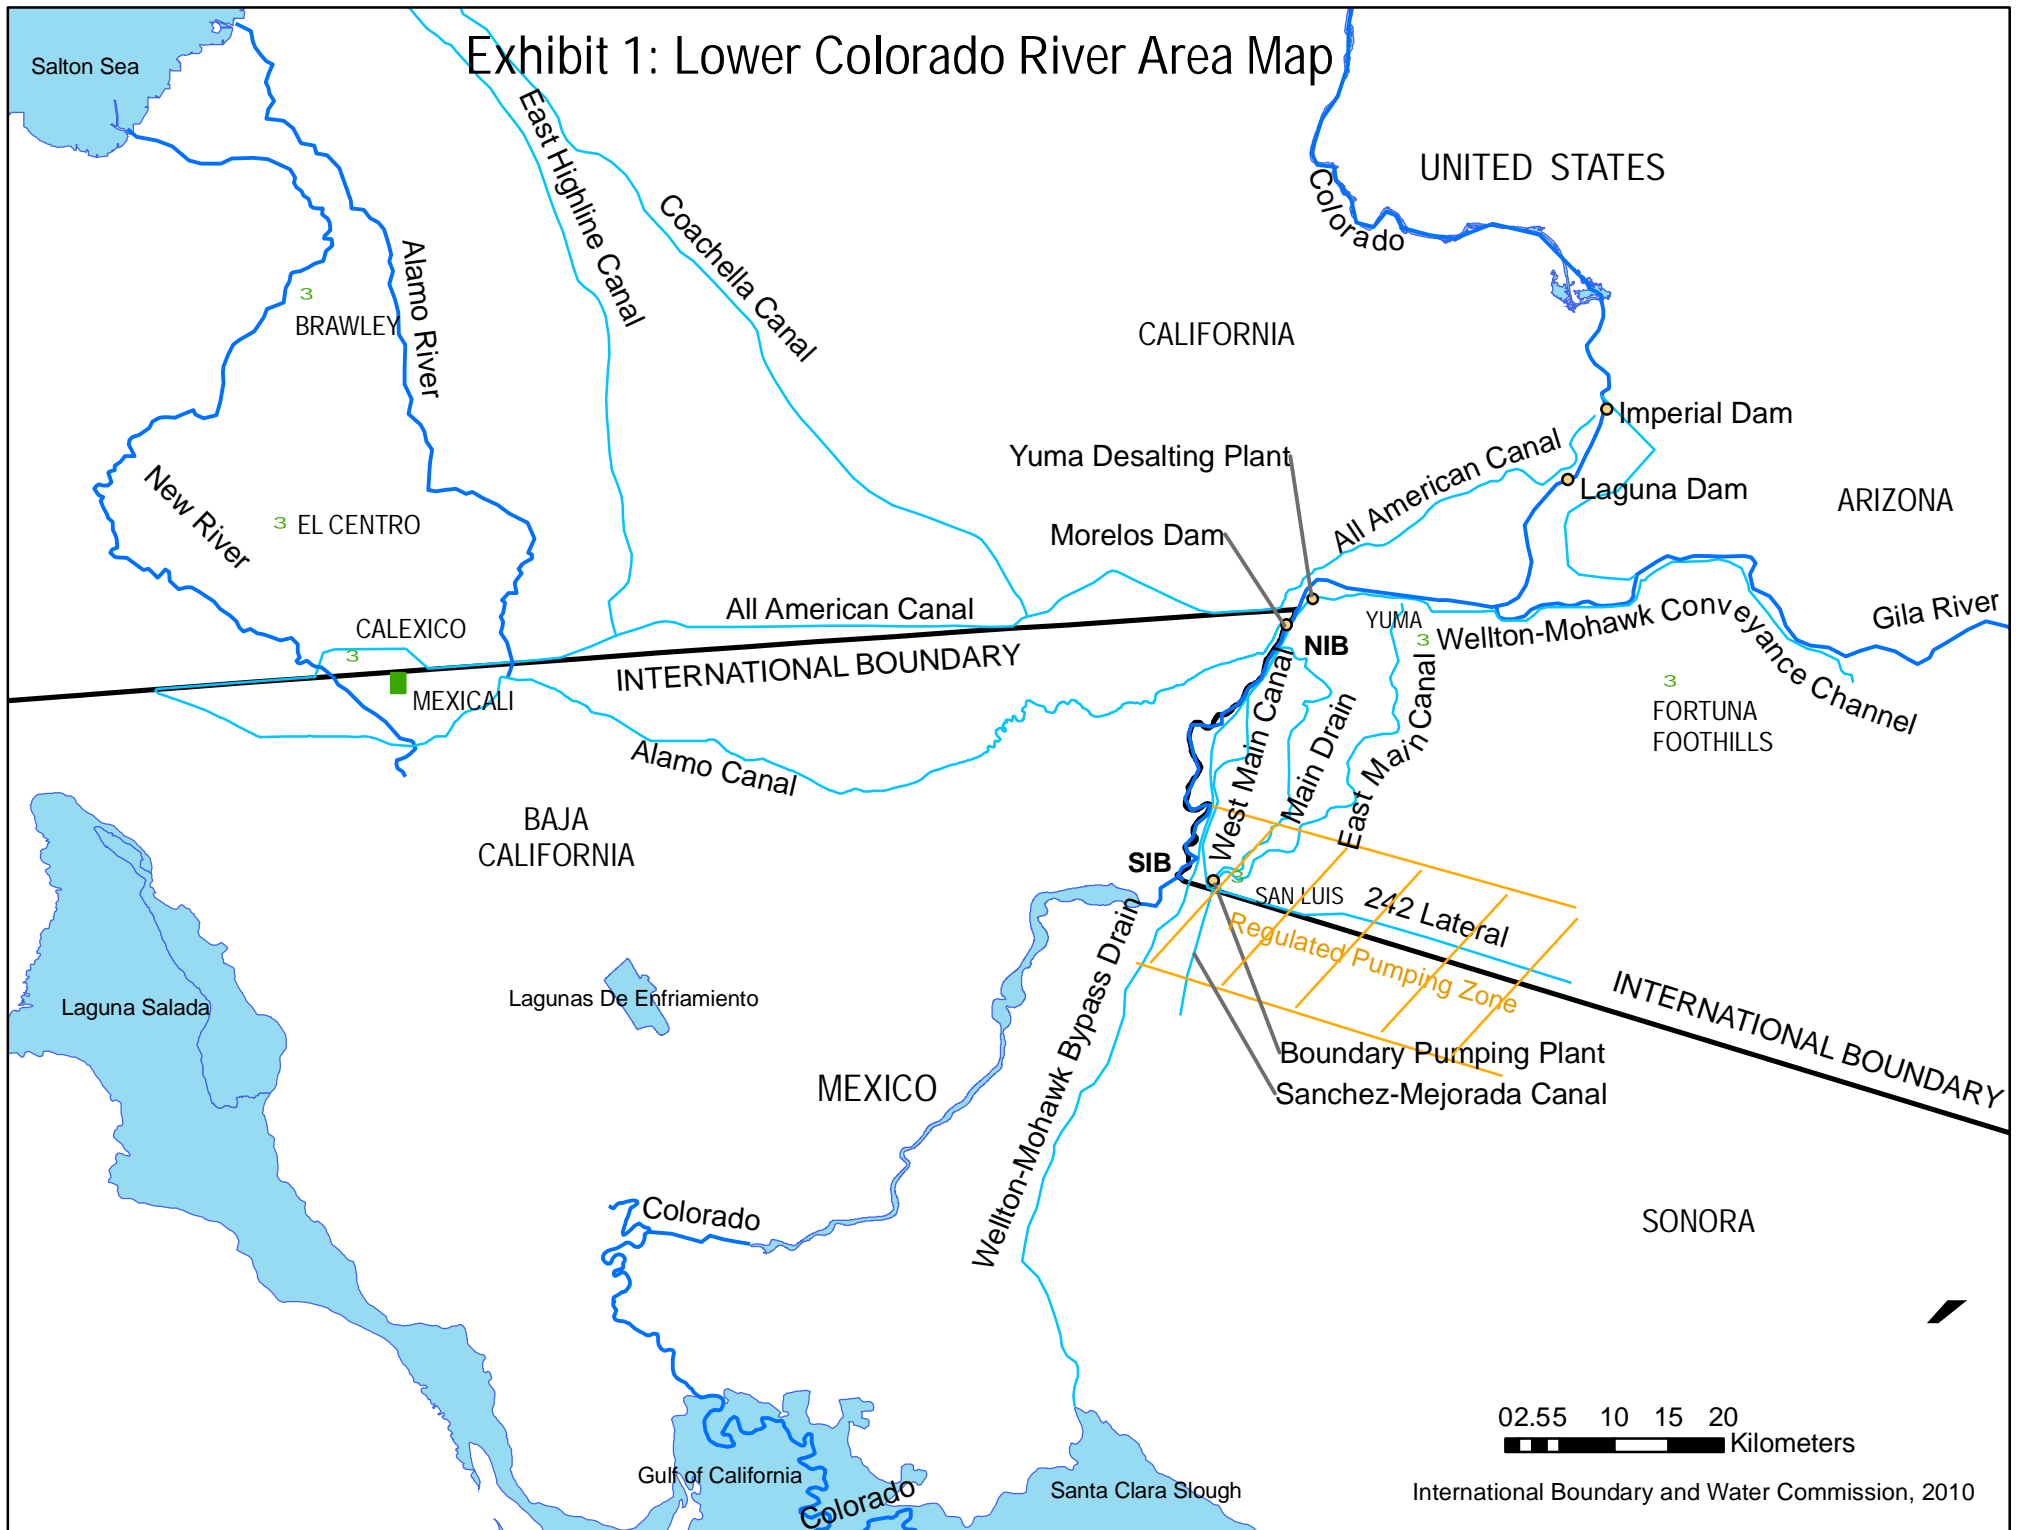 Exhibit 1: Lower Colorado River Area Map
Salton Sea
East Highline Canal
Coachella Canal
Colorado
UNITED STATES
Alamo River
3
BRAWLEY
CALIFORNIA
Imperial Dam
Yuma Desalting Plant
All American Canal
Laguna Dam
ARIZONA
New River
3
EL CENTRO
Morelos Dam
All American Canal
CALEXICO
3
YUMA
3
Wellton-Mohawk Conveyance Channel
Gila River
INTERNATIONAL BOUNDARY
NIB
MEXICALI
3
FORTUNA
FOOTHILLS
Alamo Canal
West Main Canal
Main Drain
East Main Canal
BAJA
CALIFORNIA
SIB
3
SAN LUIS
242 Lateral
Regulated Pumping Zone
INTERNATIONAL BOUNDARY
Laguna Salada
Lagunas De Enfriamiento
Wellton-Mohawk Bypass Drain
Boundary Pumping Plant
Sanchez-Mejorada Canal
MEXICO
Colorado
SONORA
02.55 10 15 20
Kilometers
Gulf of California
Colorado
Santa Clara Slough
International Boundary and Water Commission, 2010